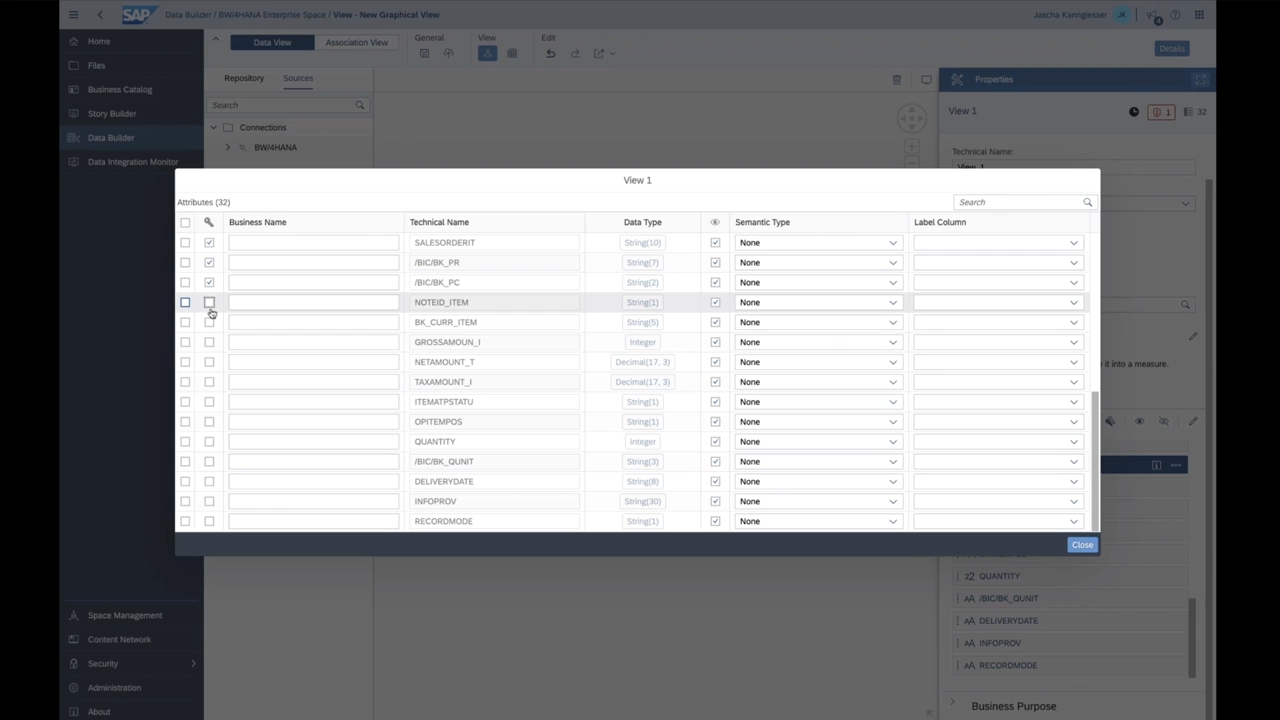 SAP Data Builder / BW/4HANA Enterprise Space / View - New Graphical View Jascha Kanngiesser JK 4
Home
Files
Business Catalog
Story Builder
Data Builder
Data Integration Monitor
Space Management
Content Network
Security
Administration
About
Data View Association View General View Edit Details
Repository Sources
Search
Connections
BW/4HANA
Properties
View 1 1 32
Technical Name:
View 1
Attributes (32) Search
Business Name Technical Name Data Type Semantic Type Label Column
SALESORDERIT String(10) None
/BIC/BK_PR String(7) None
/BIC/BK_PC String(2) None
NOTEID_ITEM String(1) None
BK_CURR_ITEM String(5) None
GROSSAMOUN_I Integer None
NETAMOUNT_T Decimal(17, 3) None
TAXAMOUNT_I Decimal(17, 3) None
ITEMATPSTATU String(1) None
OPITEMPOS String(1) None
QUANTITY Integer None
/BIC/BK_QUNIT String(3) None
DELIVERYDATE String(8) None
INFOPROV String(30) None
RECORDMODE String(1) None
Close
it into a measure.
QUANTITY
/BIC/BK_QUNIT
DELIVERYDATE
INFOPROV
RECORDMODE
Business Purpose